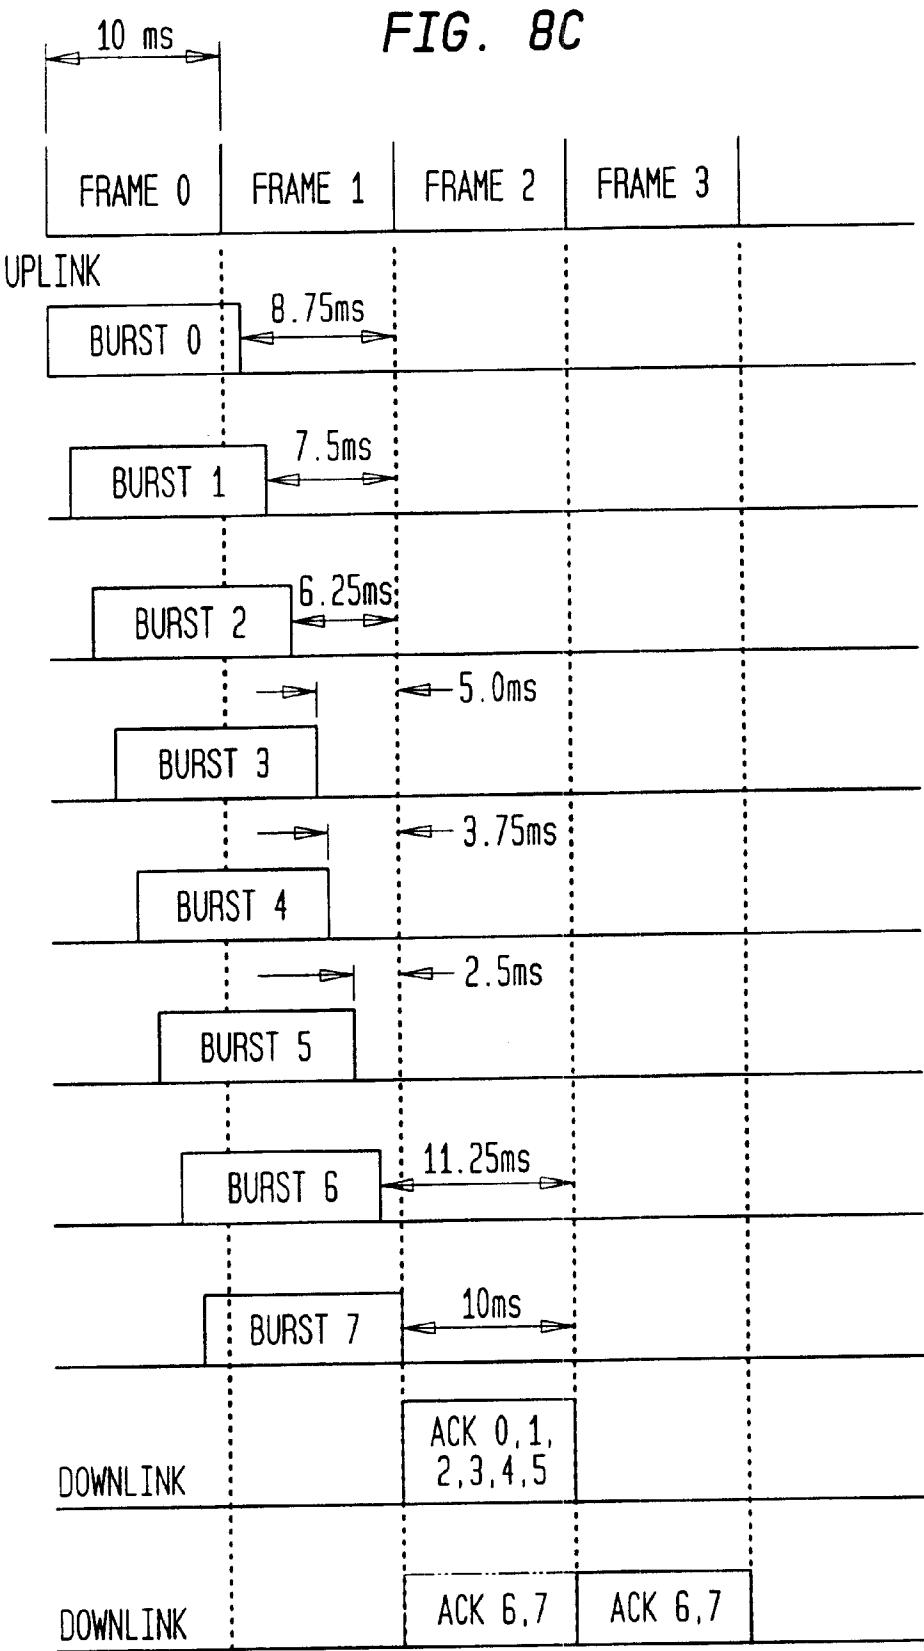 FIG. 8C
10 ms
FRAME 0 FRAME 1 FRAME 2 FRAME 3
UPLINK
BURST 0 8.75ms
BURST 1 7.5ms
BURST 2 6.25ms
5.0ms
BURST 3
3.75ms
BURST 4
2.5ms
BURST 5
BURST 6 11.25ms
BURST 7 10ms
ACK 0,1,
2,3,4,5
DOWNLINK
DOWNLINK ACK 6,7 ACK 6,7